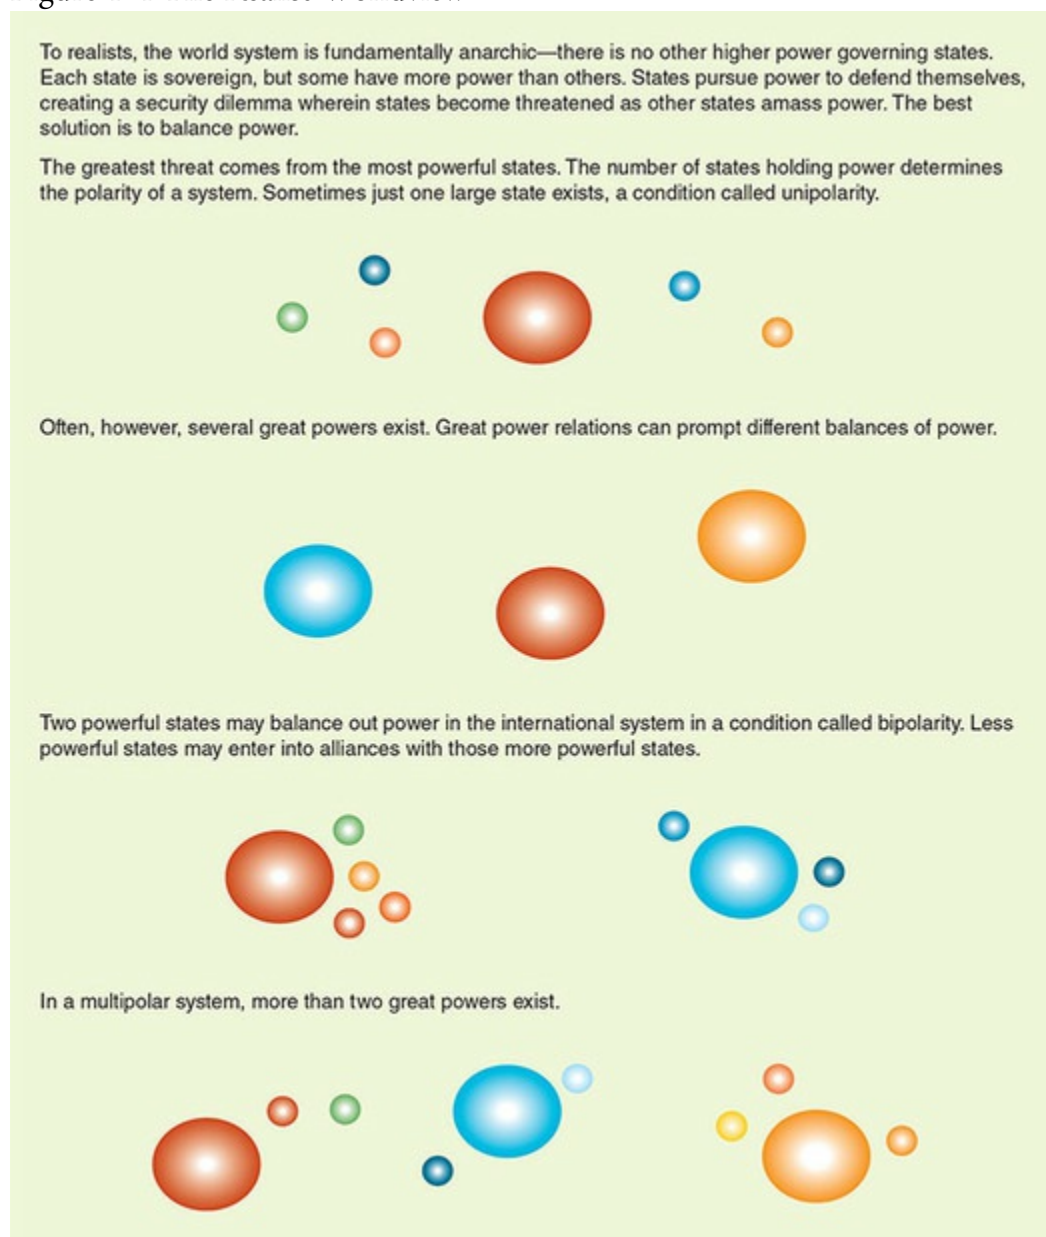 To realists, the world system is fundamentally anarchic—there is no other higher power governing states.
Each state is sovereign, but some have more power than others. States pursue power to defend themselves,
creating a security dilemma wherein states become threatened as other states amass power. The best
solution is to balance power.
The greatest threat comes from the most powerful states. The number of states holding power determines
the polarity of a system. Sometimes just one large state exists, a condition called unipolarity.
Often, however, several great powers exist. Great power relations can prompt different balances of power.
Two powerful states may balance out power in the international system in a condition called bipolarity. Less
powerful states may enter into alliances with those more powerful states.
In a multipolar system, more than two great powers exist.